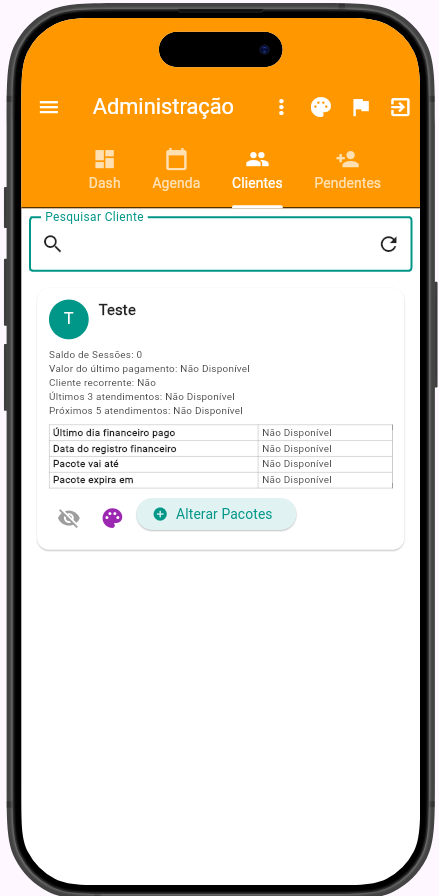 Administração
Dash
Agenda
Clientes
Pendentes
Pesquisar Cliente
T
Teste
Saldo de Sessões: 0
Valor do último pagamento: Não Disponível
Cliente recorrente: Não
Últimos 3 atendimentos: Não Disponível
Próximos 5 atendimentos: Não Disponível
Último dia financeiro pago Não Disponível
Data do registro financeiro Não Disponível
Pacote vai até Não Disponível
Pacote expira em Não Disponível
Alterar Pacotes